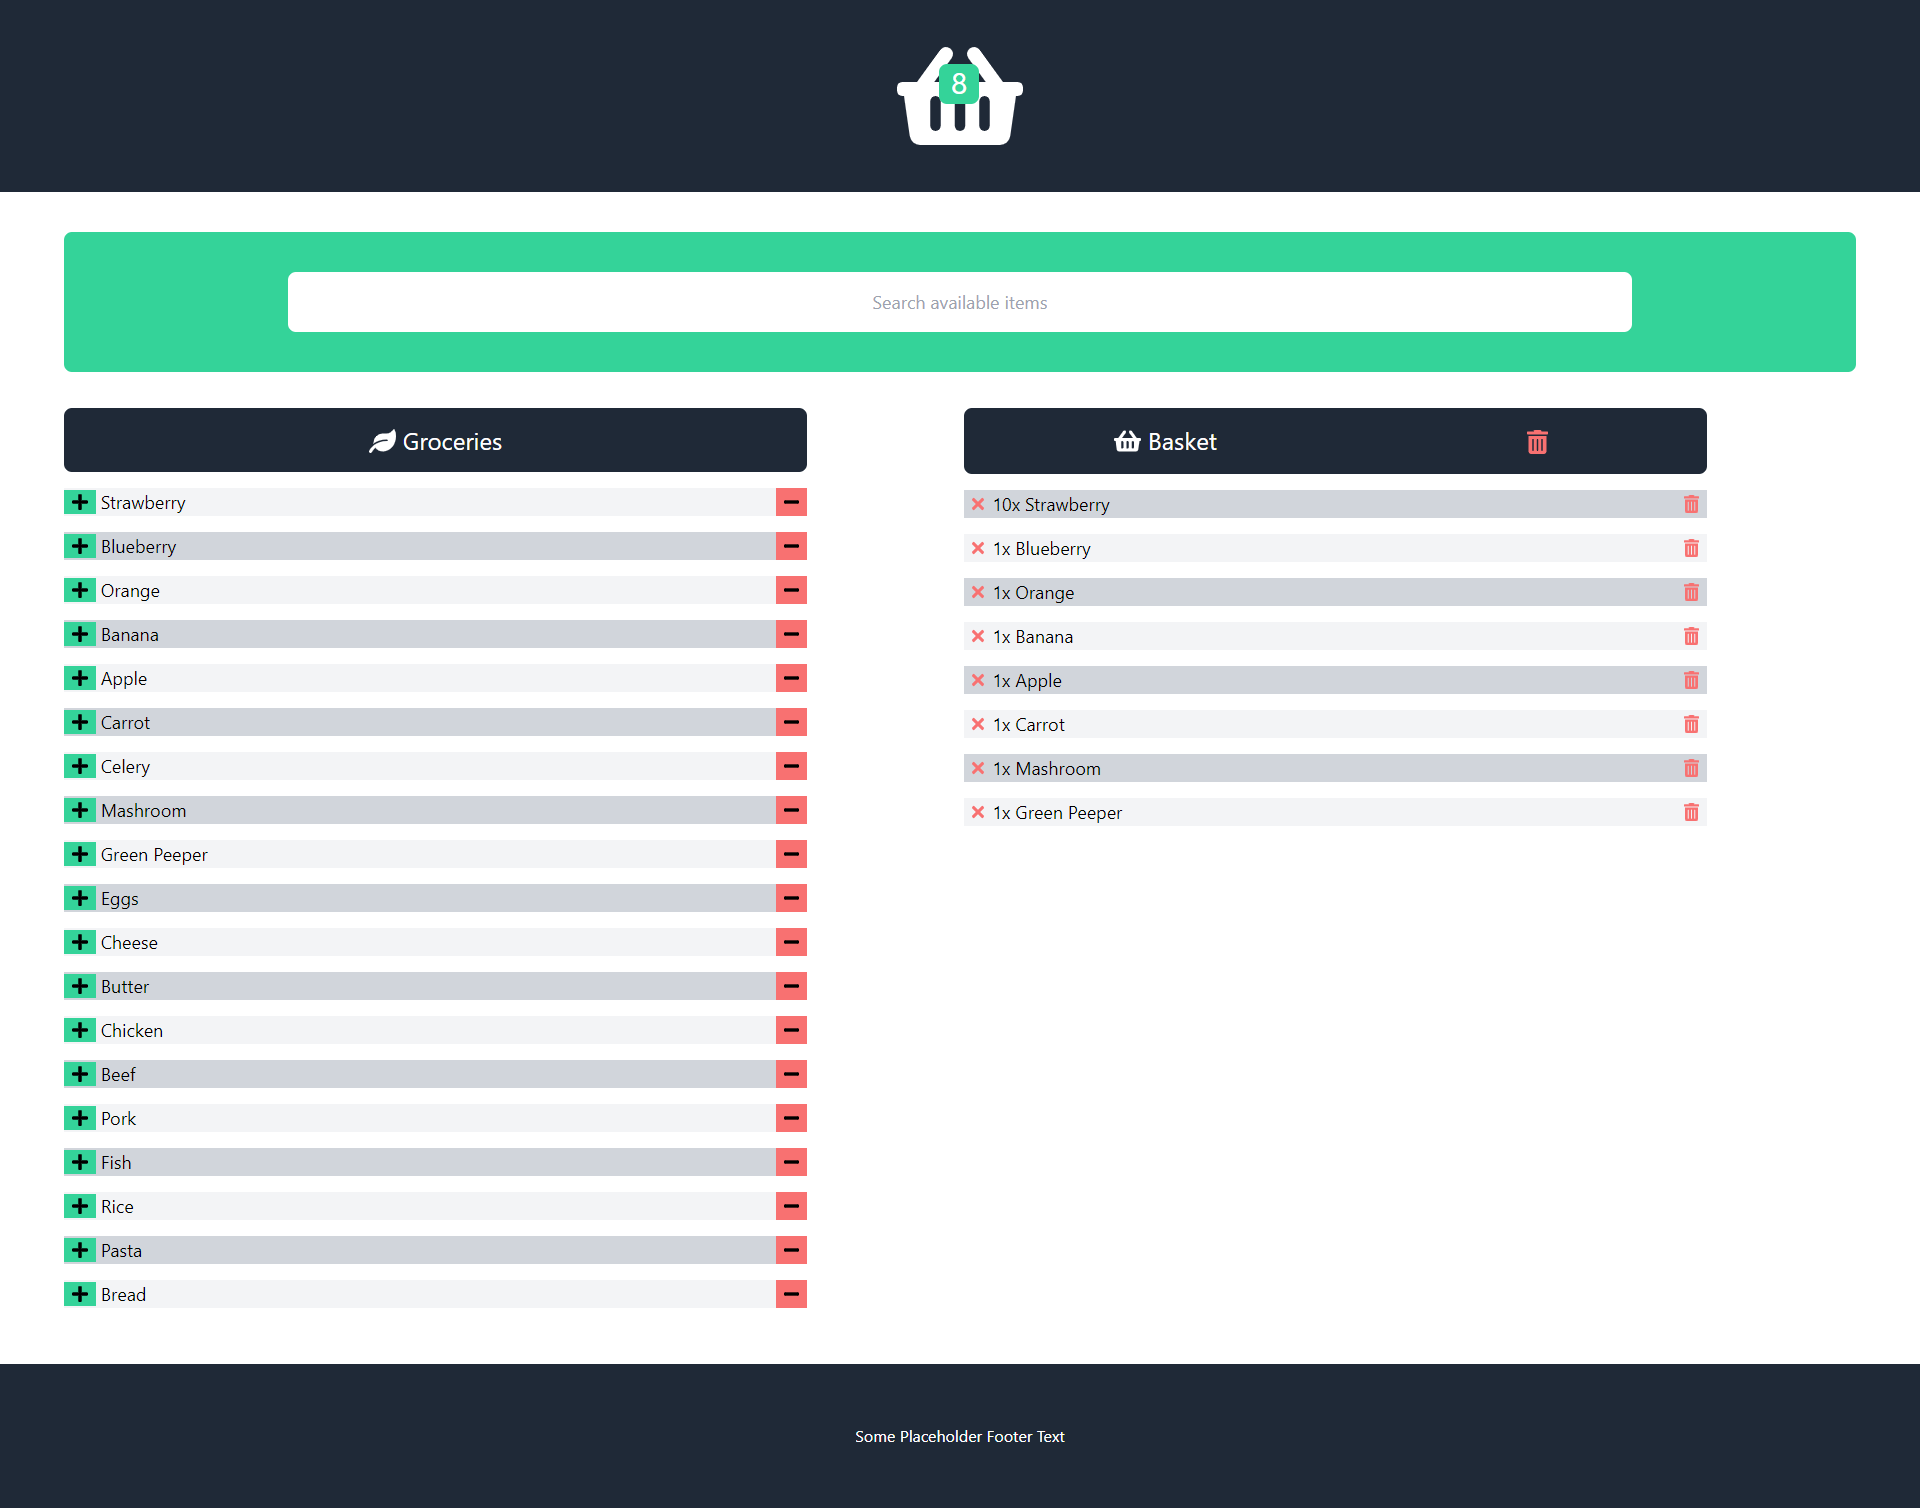 8
Search available items
Groceries
Strawberry
Blueberry
Orange
Banana
Apple
Carrot
Celery
Mashroom
Green Peeper
Eggs
Cheese
Butter
Chicken
Beef
Pork
Fish
Rice
Pasta
Bread
Basket
10x Strawberry
1x Blueberry
1x Orange
1x Banana
1x Apple
1x Carrot
1x Mashroom
1x Green Peeper
Some Placeholder Footer Text